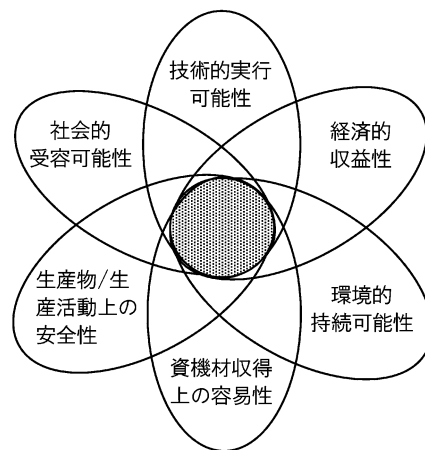 技術的実行
可能性
経済的
収益性
環境的
持続可能性
資機材収得
上の容易性
生産物/生
産活動上の
安全性
社会的
受容可能性